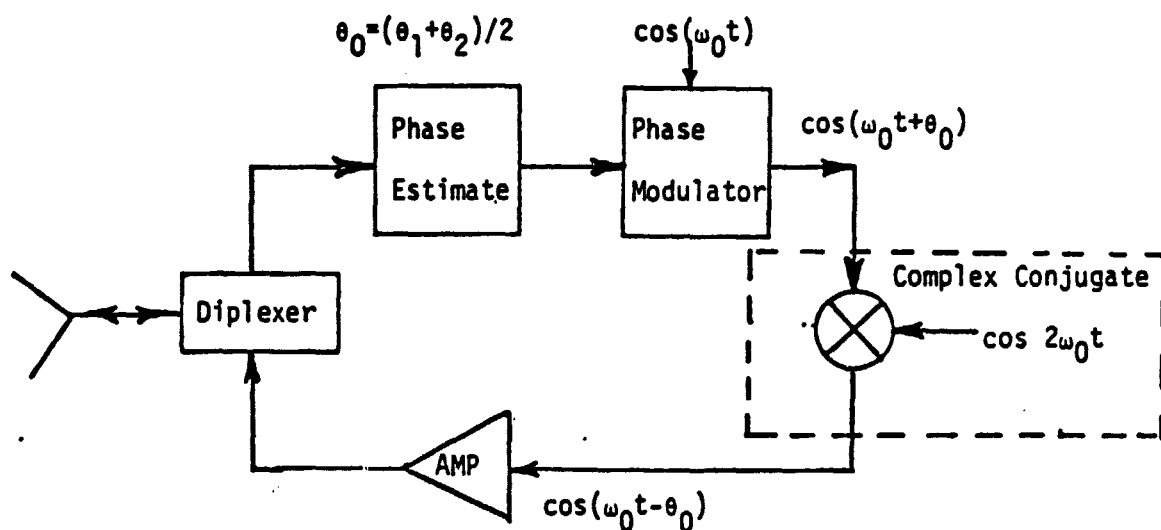 θ₀=(θ₁+θ₂)/2
cos(ω₀t)
Phase
Estimate
Phase
Modulator
cos(ω₀t+θ₀)
Complex Conjugate
Diplexer
cos 2ω₀t
AMP
cos(ω₀t-θ₀)